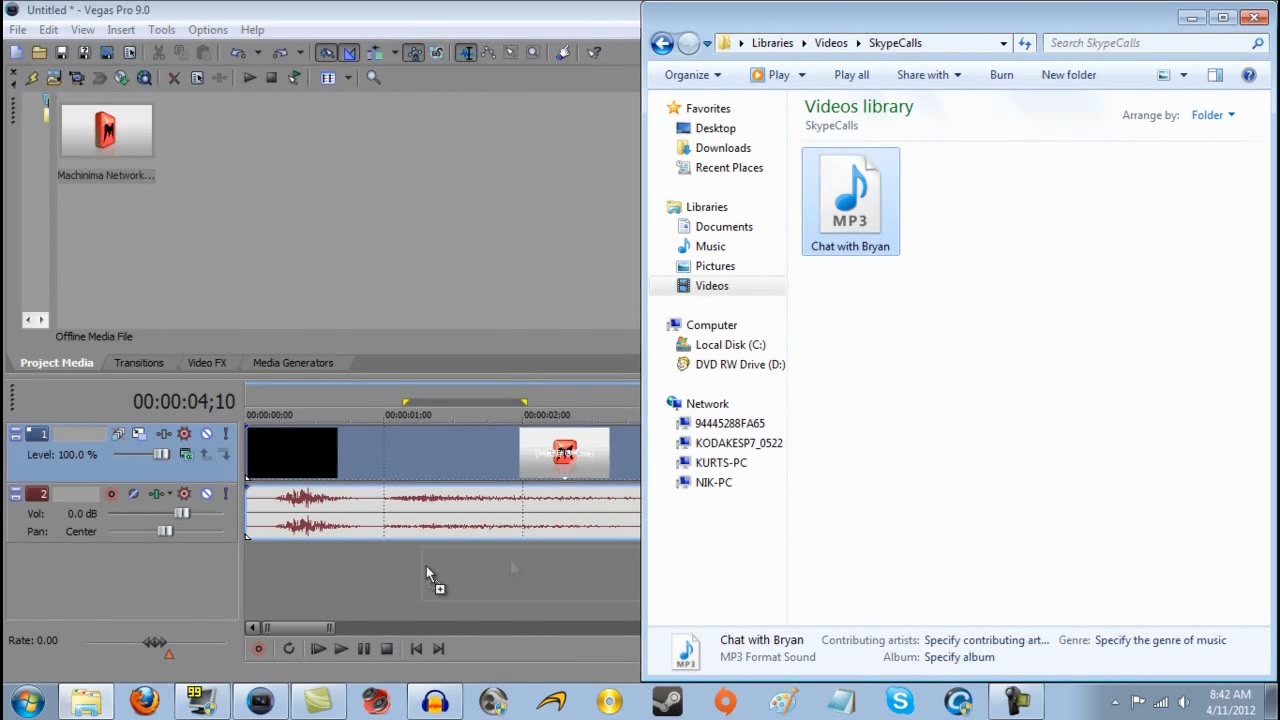 Untitled * - Vegas Pro 9.0
File Edit View Insert Tools Options Help
Machinima Network...
Offline Media File
Project Media Transitions Video FX Media Generators
00:00:04;10
00:00:00;00 00:00:01;00 00:00:02;00
1
Level: 100.0 %
2
Vol: 0.0 dB
Pan: Center
Rate: 0.00
Libraries Videos SkypeCalls
Search SkypeCalls
Organize Play Play all Share with Burn New folder
Favorites
Desktop
Downloads
Recent Places
Libraries
Documents
Music
Pictures
Videos
Computer
Local Disk (C:)
DVD RW Drive (D:)
Network
94445288FA65
KODAKESP7_0522
KURTS-PC
NIK-PC
Videos library
SkypeCalls
Arrange by: Folder
MP3
Chat with Bryan
MP3
Chat with Bryan Contributing artists: Specify contributing art... Genre: Specify the genre of music
MP3 Format Sound Album: Specify album
99
8:42 AM
4/11/2012